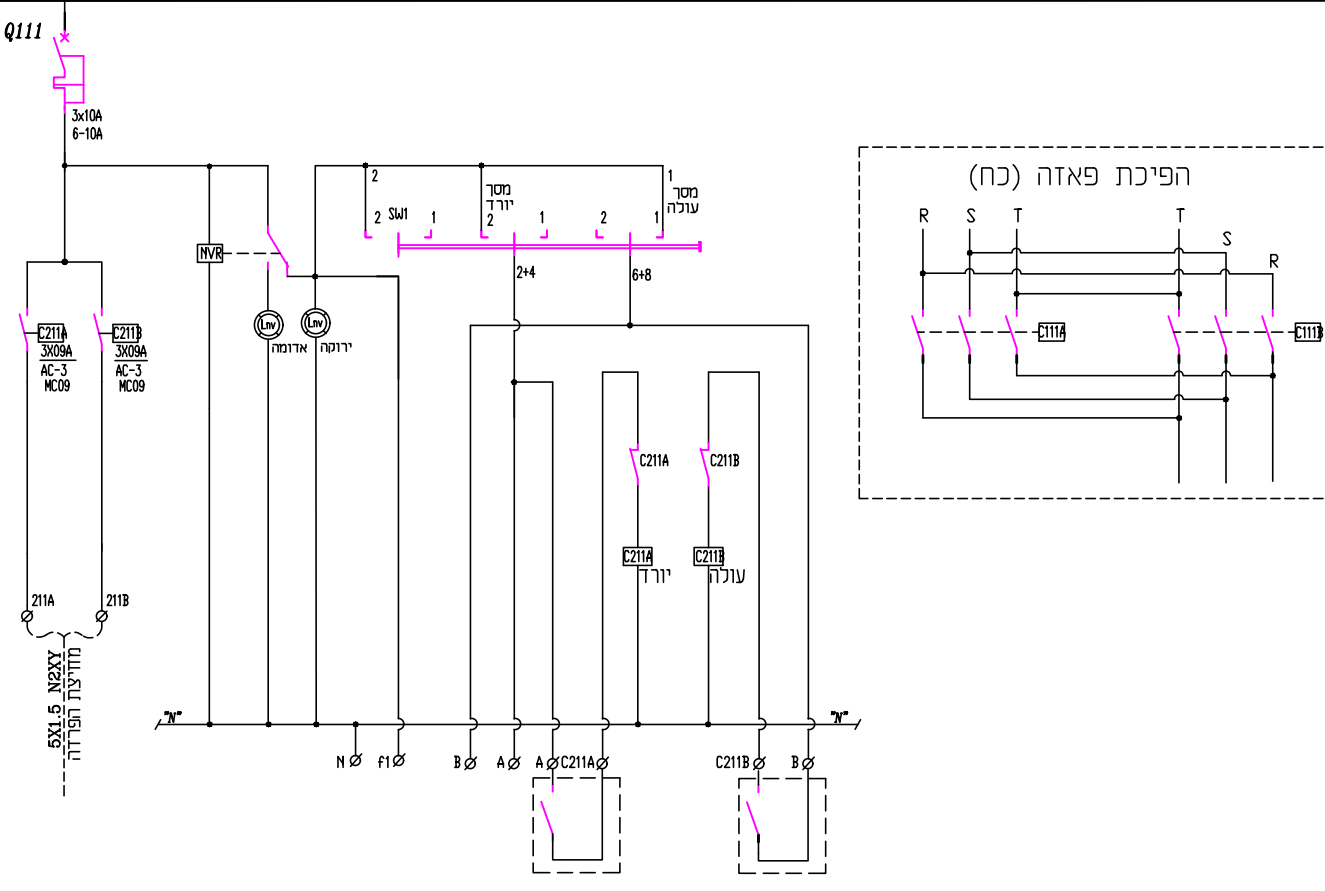 Q111
3x10A
6-10A
NVR
C211A
3X09A
AC-3
MC09
C211B
3X09A
AC-3
MC09
211A
211B
5X1.5 N2XY
מחיצת הפרדה
Lnv
אדומה
Lnv
ירוקה
2
2
SW1
1
מסך
יורד
2
1
2
1
מסך
עולה
1
2+4
6+8
C211A
C211B
C211A
יורד
C211B
עולה
"N"
"N"
N
f1
B
A
A
C211A
C211B
B
הפיכת פאזה (כח)
R
S
T
T
S
R
C111A
C111B